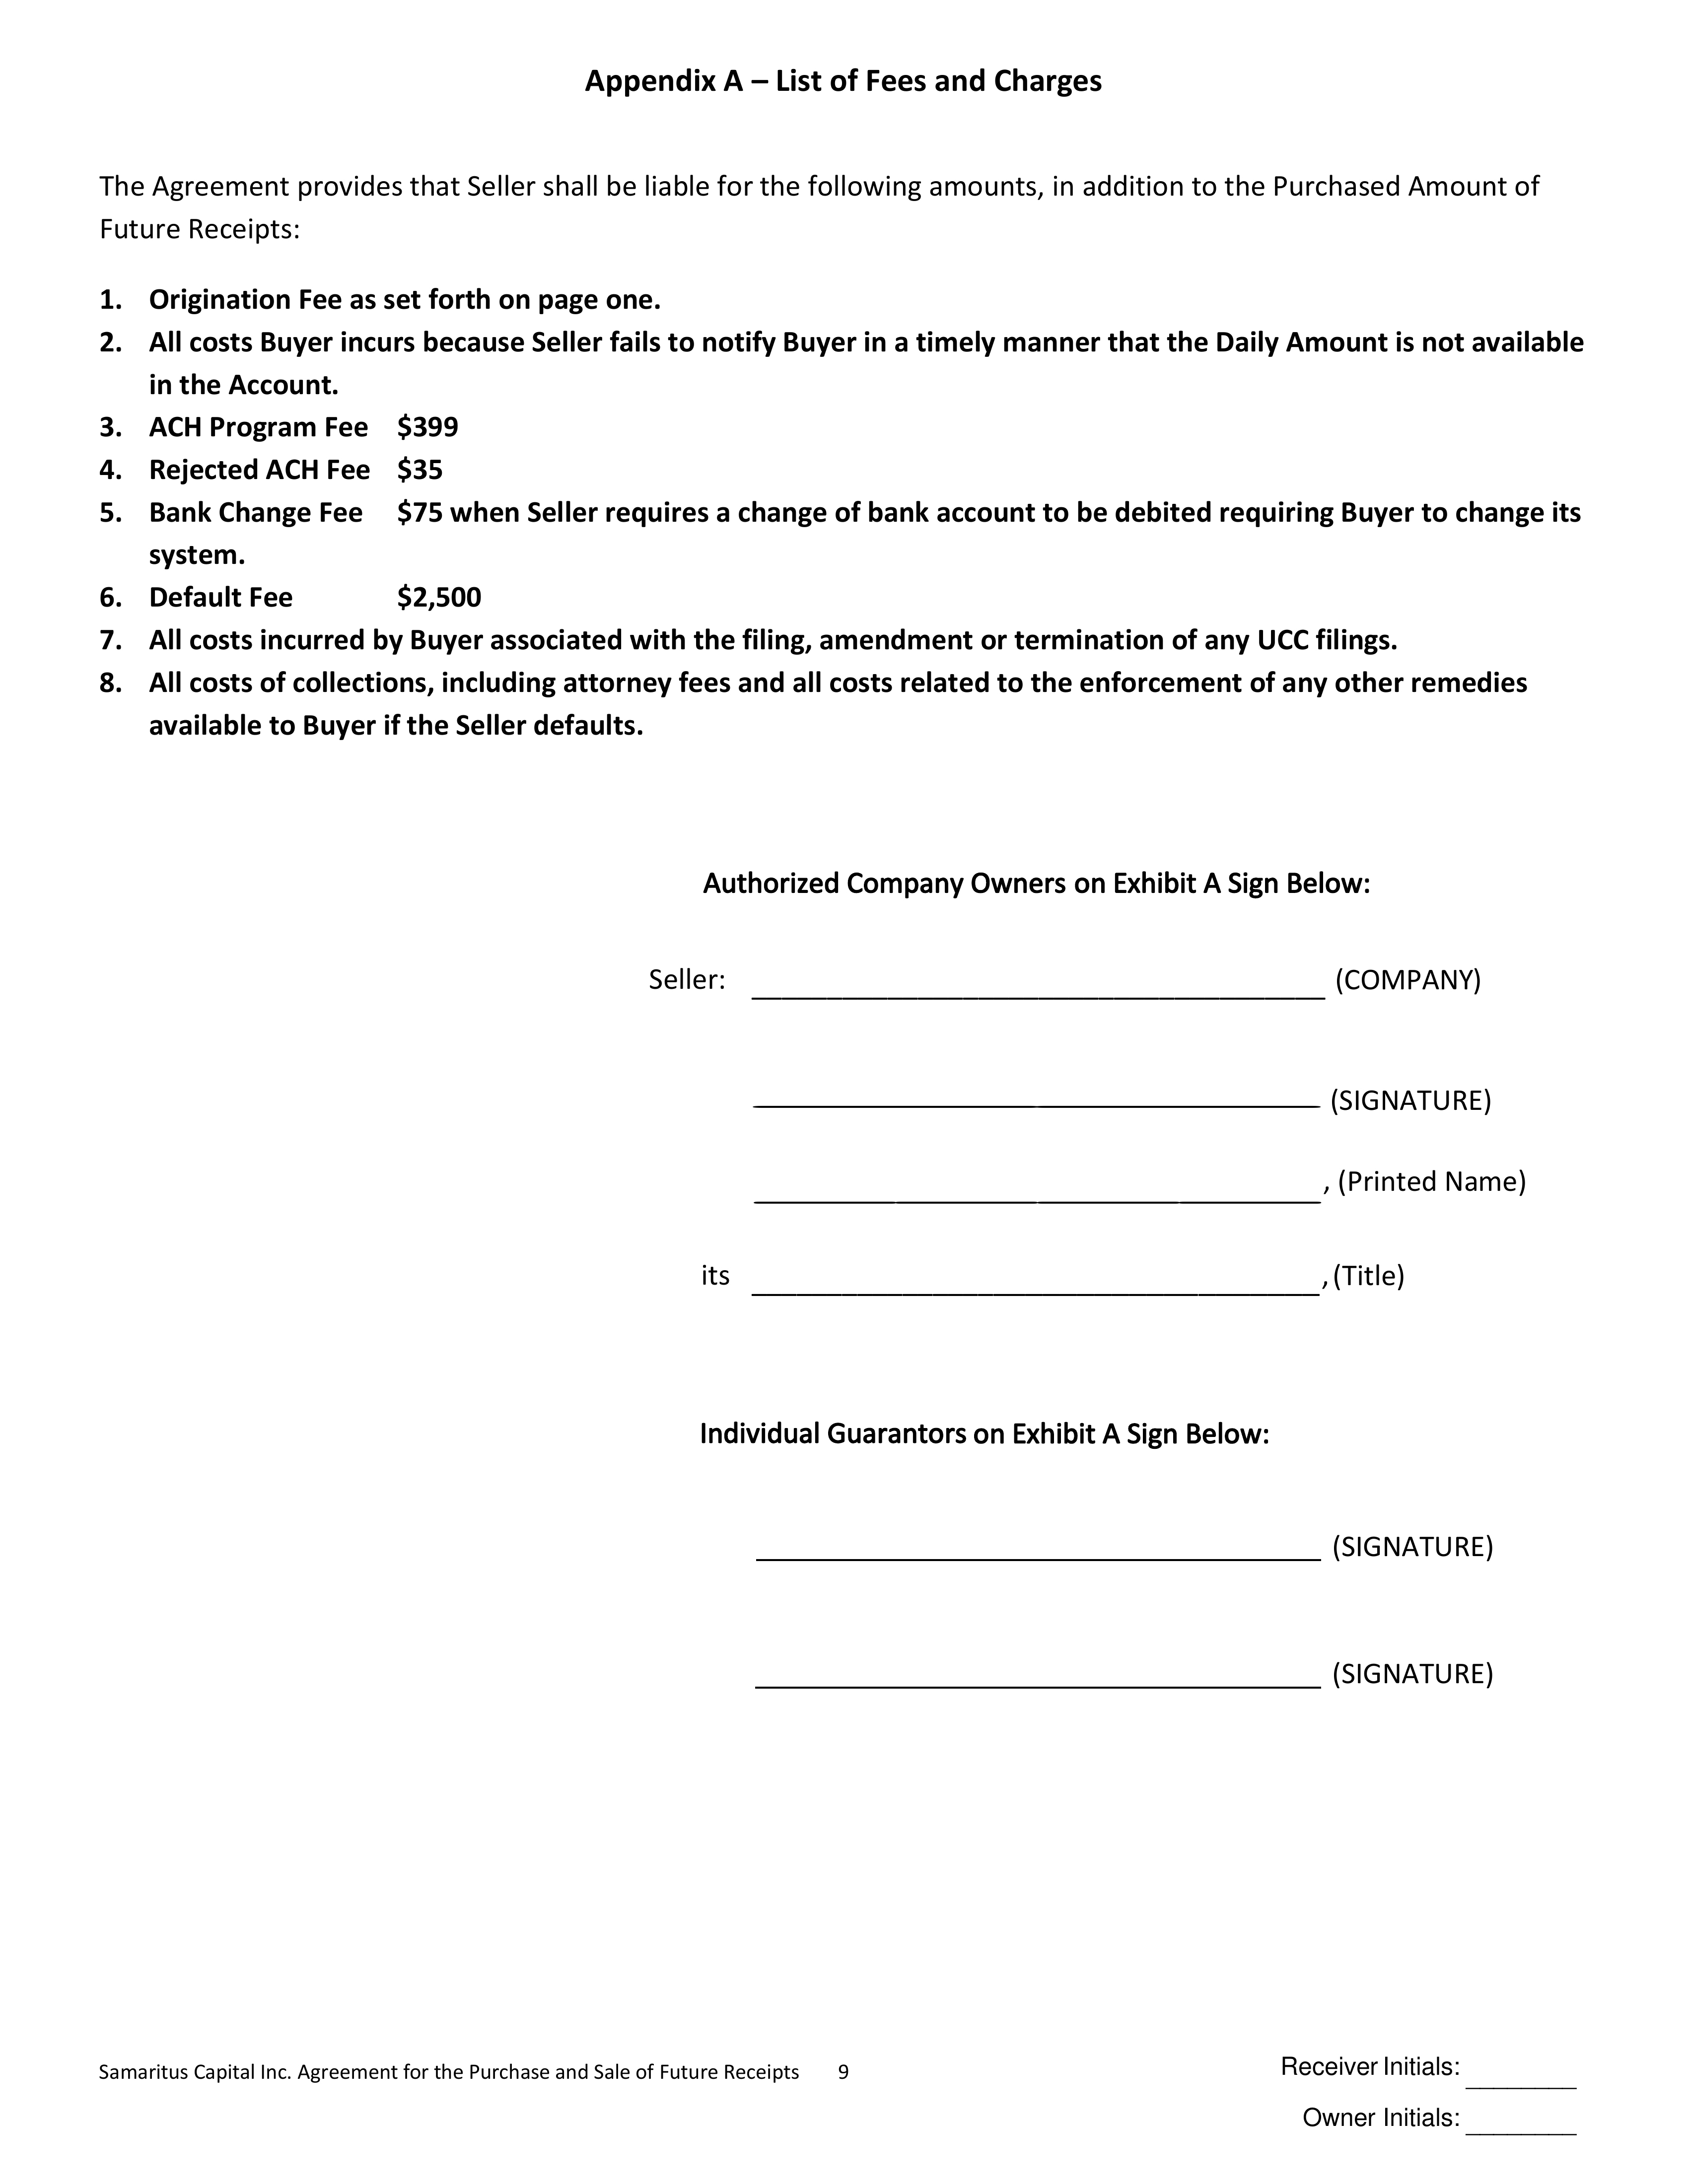 Appendix A – List of Fees and Charges
The Agreement provides that Seller shall be liable for the following amounts, in addition to the Purchased Amount of
Future Receipts:
1. Origination Fee as set forth on page one.
2. All costs Buyer incurs because Seller fails to notify Buyer in a timely manner that the Daily Amount is not available
in the Account.
3. ACH Program Fee $399
4. Rejected ACH Fee $35
5. Bank Change Fee $75 when Seller requires a change of bank account to be debited requiring Buyer to change its
system.
6. Default Fee $2,500
7. All costs incurred by Buyer associated with the filing, amendment or termination of any UCC filings.
8. All costs of collections, including attorney fees and all costs related to the enforcement of any other remedies
available to Buyer if the Seller defaults.
Authorized Company Owners on Exhibit A Sign Below:
Seller: ______________________________________ (COMPANY)
______________________________________ (SIGNATURE)
______________________________________, (Printed Name)
its ______________________________________, (Title)
Individual Guarantors on Exhibit A Sign Below:
______________________________________ (SIGNATURE)
______________________________________ (SIGNATURE)
Samaritus Capital Inc. Agreement for the Purchase and Sale of Future Receipts 9
Receiver Initials: ________
Owner Initials: ________